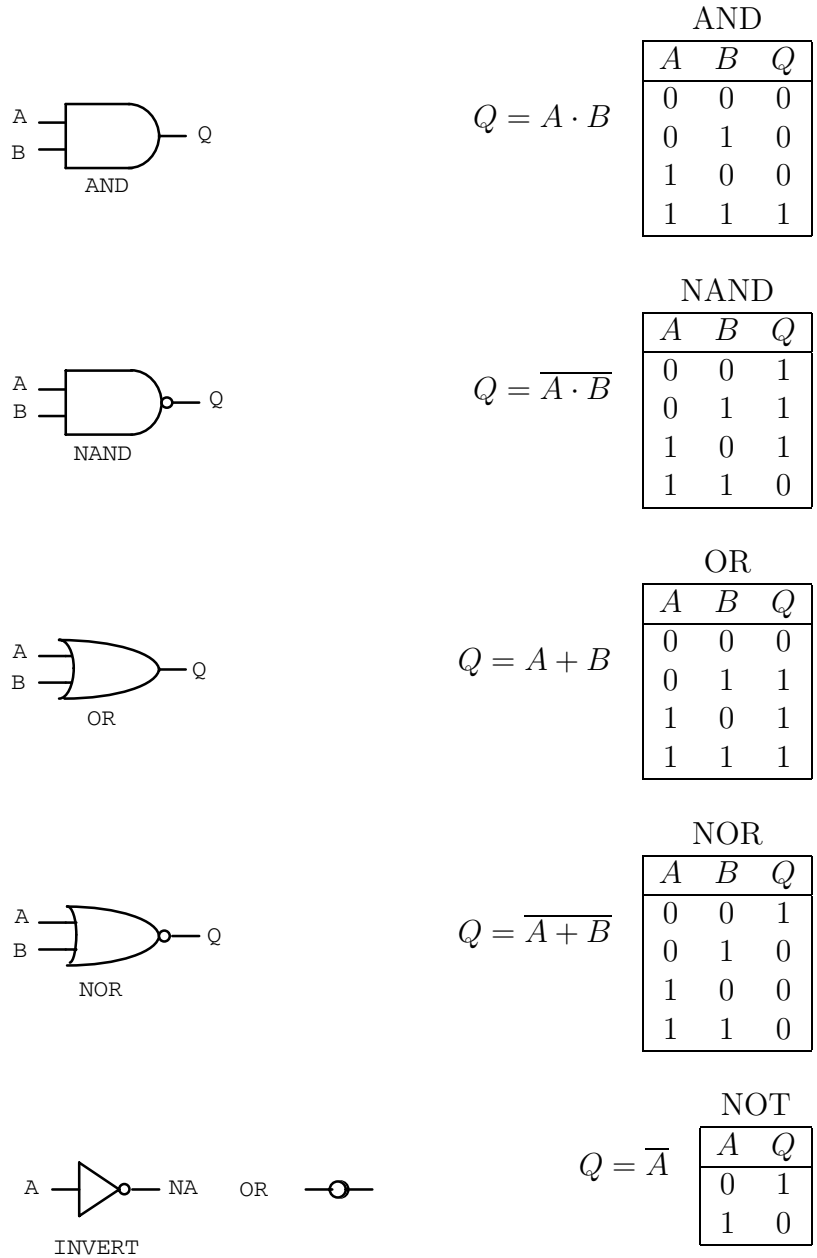 AND
A B Q
0 0 0
0 1 0
1 0 0
1 1 1
A
B
Q
AND
Q = A · B
NAND
A B Q
0 0 1
0 1 1
1 0 1
1 1 0
A
B
Q
NAND
Q = \overline{A · B}
OR
A B Q
0 0 0
0 1 1
1 0 1
1 1 1
A
B
Q
OR
Q = A + B
NOR
A B Q
0 0 1
0 1 0
1 0 0
1 1 0
A
B
Q
NOR
Q = \overline{A + B}
NOT
A Q
0 1
1 0
A NA OR
INVERT
Q = \overline{A}